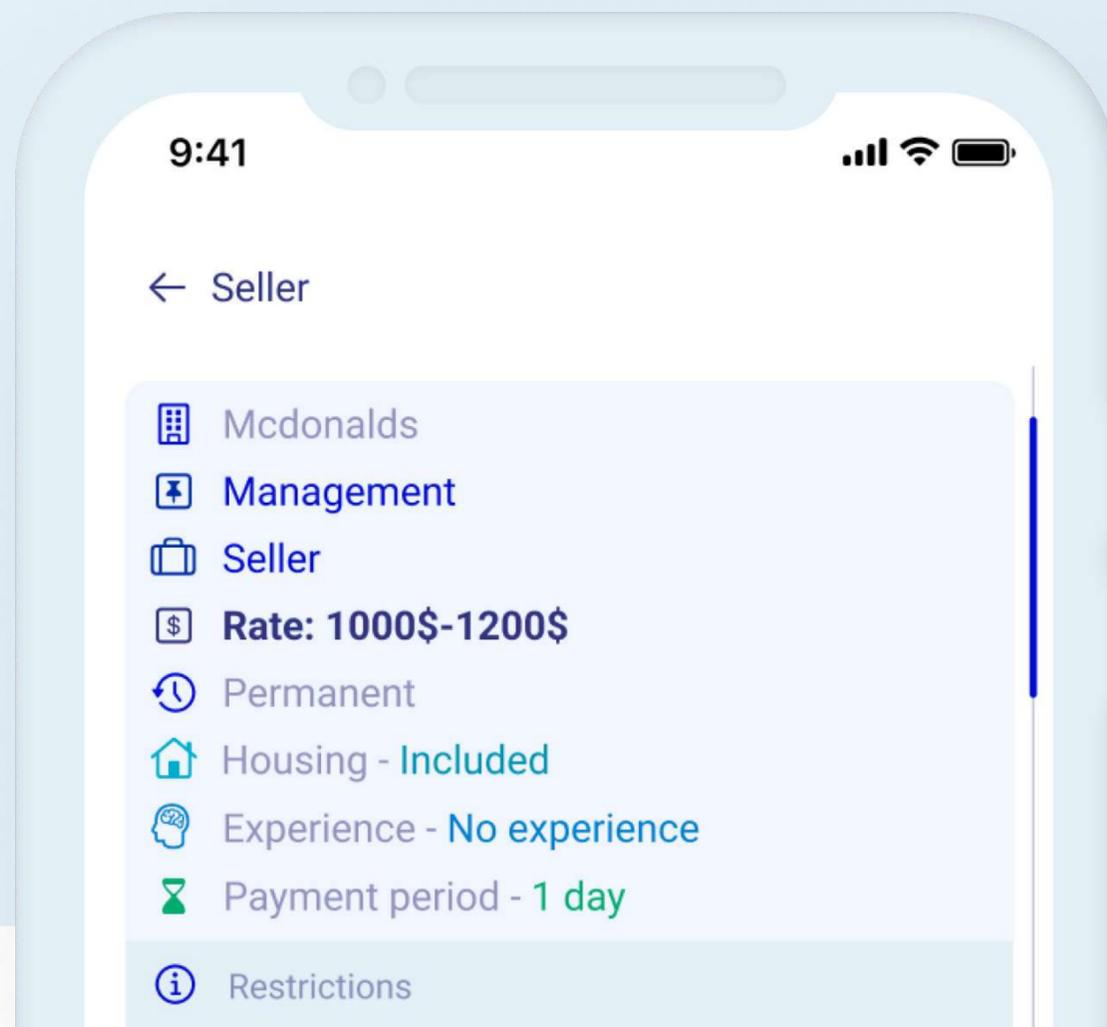 9:41
Seller
Mcdonalds
Management
Seller
Rate: 1000$-1200$
Permanent
Housing - Included
Experience - No experience
Payment period - 1 day
Restrictions